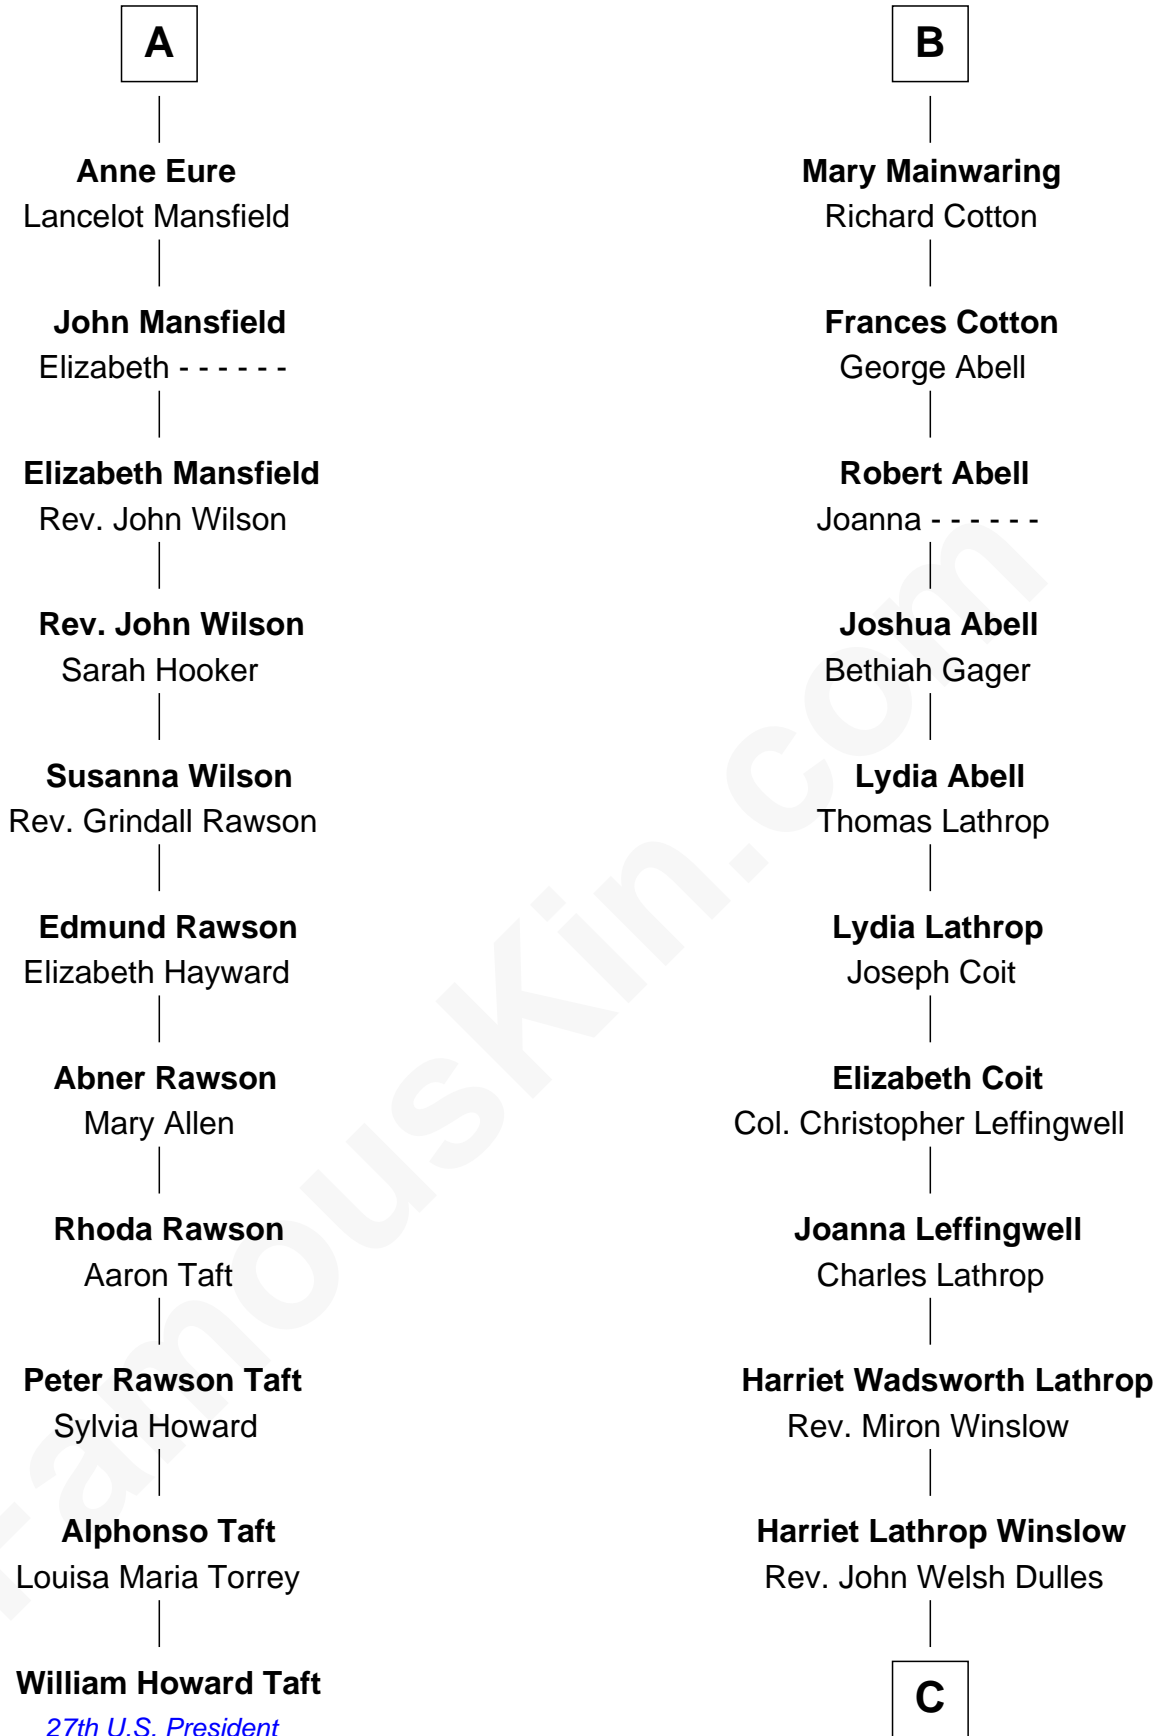 A
Anne Eure
Lancelot Mansfield
John Mansfield
Elizabeth - - - - - -
Elizabeth Mansfield
Rev. John Wilson
Rev. John Wilson
Sarah Hooker
Susanna Wilson
Rev. Grindall Rawson
Edmund Rawson
Elizabeth Hayward
Abner Rawson
Mary Allen
Rhoda Rawson
Aaron Taft
Peter Rawson Taft
Sylvia Howard
Alphonso Taft
Louisa Maria Torrey
William Howard Taft
27th U.S. President
B
Mary Mainwaring
Richard Cotton
Frances Cotton
George Abell
Robert Abell
Joanna - - - - - -
Joshua Abell
Bethiah Gager
Lydia Abell
Thomas Lathrop
Lydia Lathrop
Joseph Coit
Elizabeth Coit
Col. Christopher Leffingwell
Joanna Leffingwell
Charles Lathrop
Harriet Wadsworth Lathrop
Rev. Miron Winslow
Harriet Lathrop Winslow
Rev. John Welsh Dulles
C
FamousKin.com